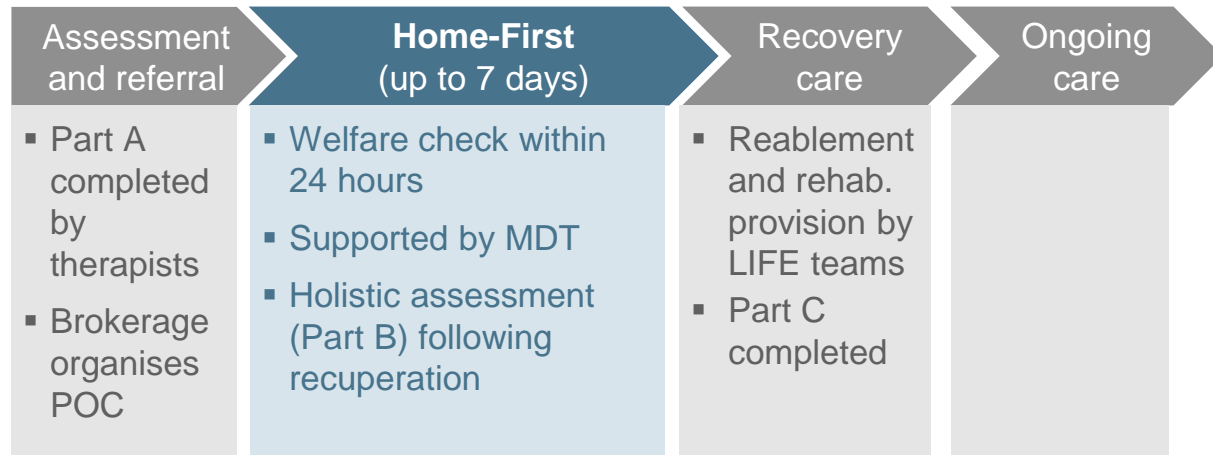 Assessment
and referral
Home-First
(up to 7 days)
Recovery
care
Ongoing
care
▪ Part A
completed
by
therapists
▪ Brokerage
organises
POC
▪ Welfare check within
24 hours
▪ Supported by MDT
▪ Holistic assessment
(Part B) following
recuperation
▪ Reablement
and rehab.
provision by
LIFE teams
▪ Part C
completed